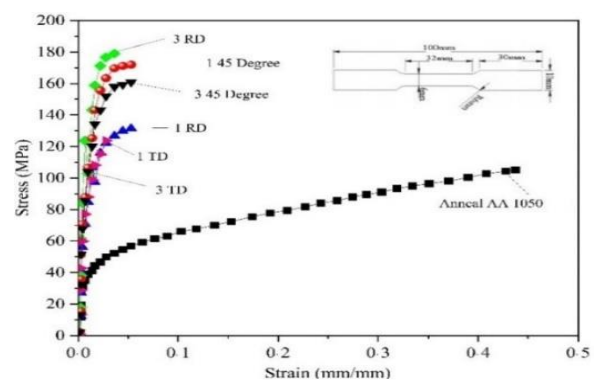 200
180
160
140
120
100
80
60
40
20
0
Stress (MPa)
3 RD
1 45 Degree
3 45 Degree
1 RD
1 TD
3 TD
Anneal AA 1050
100mm
32mm
30mm
10mm
0·0
0·1
0·2
0·3
0·4
0·5
Strain (mm/mm)